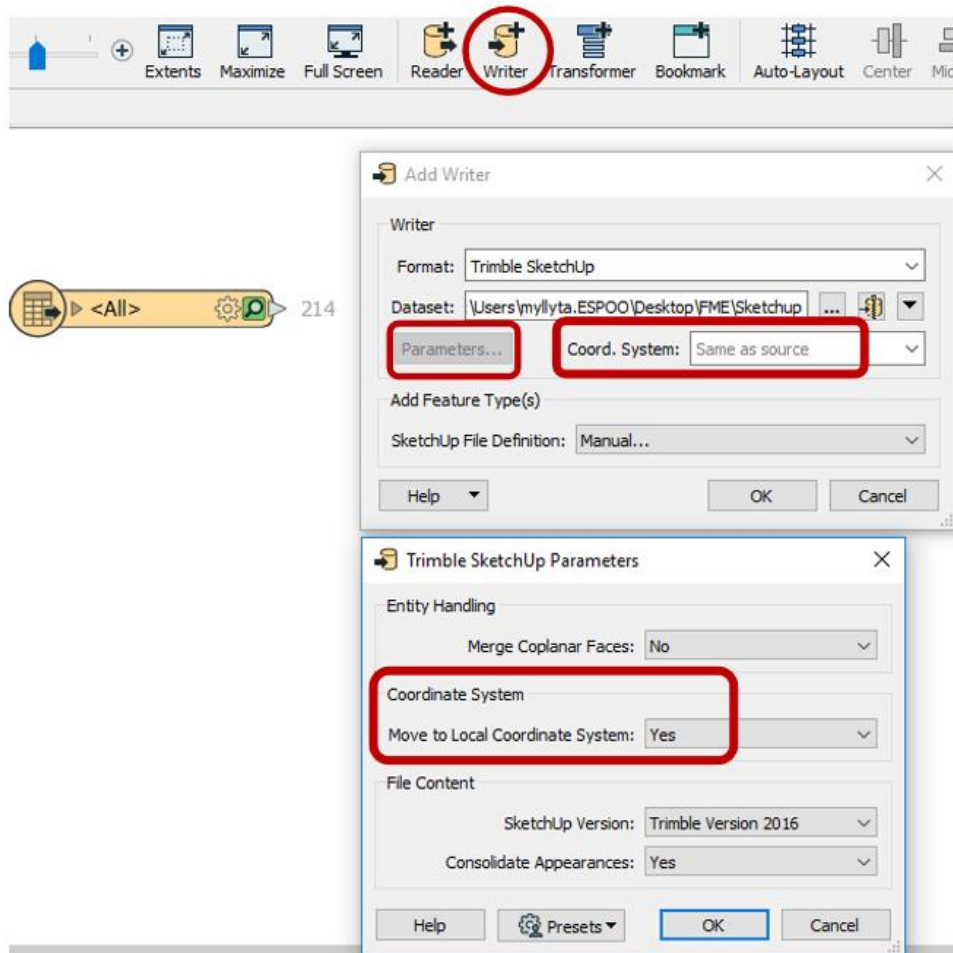 Extents Maximize Full Screen Reader Writer Transformer Bookmark Auto-Layout Center
Add Writer
Writer
Format: Trimble SketchUp
Dataset: :\Users\myllyta.ESPOO\Desktop\FME\Sketchup ...
Parameters... Coord. System: Same as source
<All> 214
Add Feature Type(s)
SketchUp File Definition: Manual...
Help OK Cancel
Trimble SketchUp Parameters
Entity Handling
Merge Coplanar Faces: No
Coordinate System
Move to Local Coordinate System: Yes
File Content
SketchUp Version: Trimble Version 2016
Consolidate Appearances: Yes
Help Presets OK Cancel